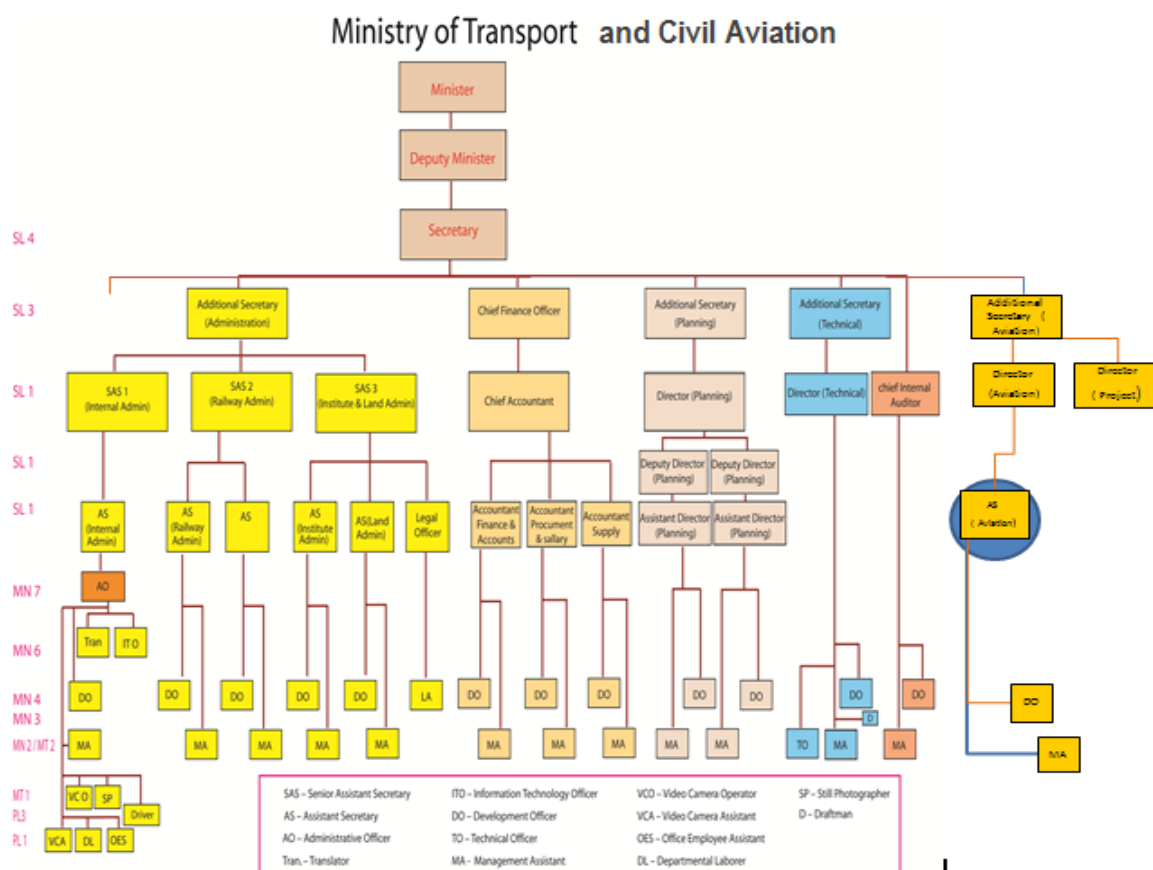 Ministry of Transport and Civil Aviation
Minister
Deputy Minister
Secretary
SL 4
SL 3
Additional Secretary
(Administration)
Chief Finance Officer
Additional Secretary
(Planning)
Additional Secretary
(Technical)
Additional
Secretary (
Aviation)
SL 1
SAS 1
(Internal Admin)
SAS 2
(Railway Admin)
SAS 3
(Institute & Land Admin)
Chief Accountant
Director (Planning)
Director (Technical)
chief Internal
Auditor
Director
(Aviation)
Director
( Project)
SL 1
Deputy Director
(Planning)
Deputy Director
(Planning)
SL 1
AS
(Internal
Admin)
AS
(Railway
Admin)
AS
AS
(Institute
Admin)
AS(Land
Admin)
Legal
Officer
Accountant
Finance &
Accounts
Accountant
Procument
& sallary
Accountant
Supply
Assistant Director
(Planning)
Assistant Director
(Planning)
AS
( Aviation)
MN 7
AO
MN 6
Tran
IT O
MN 4
DO
DO
DO
DO
DO
LA
DO
DO
DO
DO
DO
DO
DO
DO
MN 3
D
MN 2 / MT 2
MA
MA
MA
MA
MA
MA
MA
MA
MA
MA
TO
MA
MA
MA
MT 1
VC O
SP
PL3
Driver
PL 1
VCA
DL
OES
SAS – Senior Assistant Secretary
AS – Assistant Secretary
AO – Administrative Officer
Tran. – Translator
ITO – Information Technology Officer
DO – Development Officer
TO – Technical Officer
MA – Management Assistant
VCO – Video Camera Operator
VCA – Video Camera Assistant
OES – Office Employee Assistant
DL – Departmental Laborer
SP – Still Photographer
D – Draftman